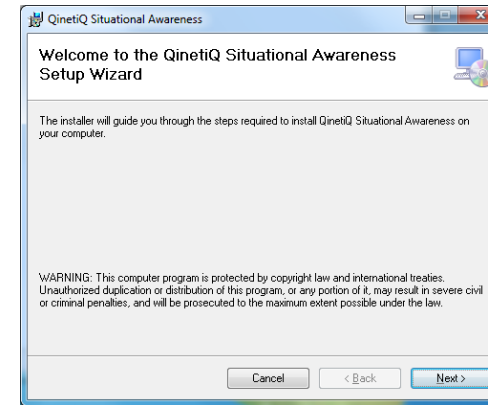 QinetiQ Situational Awareness
Welcome to the QinetiQ Situational Awareness
Setup Wizard
The installer will guide you through the steps required to install QinetiQ Situational Awareness on
your computer.
WARNING: This computer program is protected by copyright law and international treaties.
Unauthorized duplication or distribution of this program, or any portion of it, may result in severe civil
or criminal penalties, and will be prosecuted to the maximum extent possible under the law.
Cancel
< Back
Next >